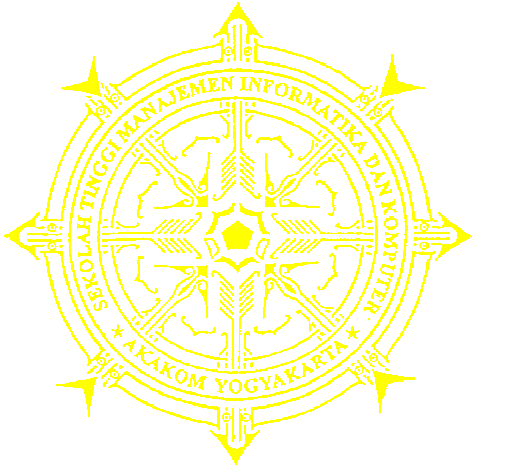 SEKOLAH TINGGI MANAJEMEN INFORMATIKA DAN KOMPUTER
AKAKOM YOGYAKARTA